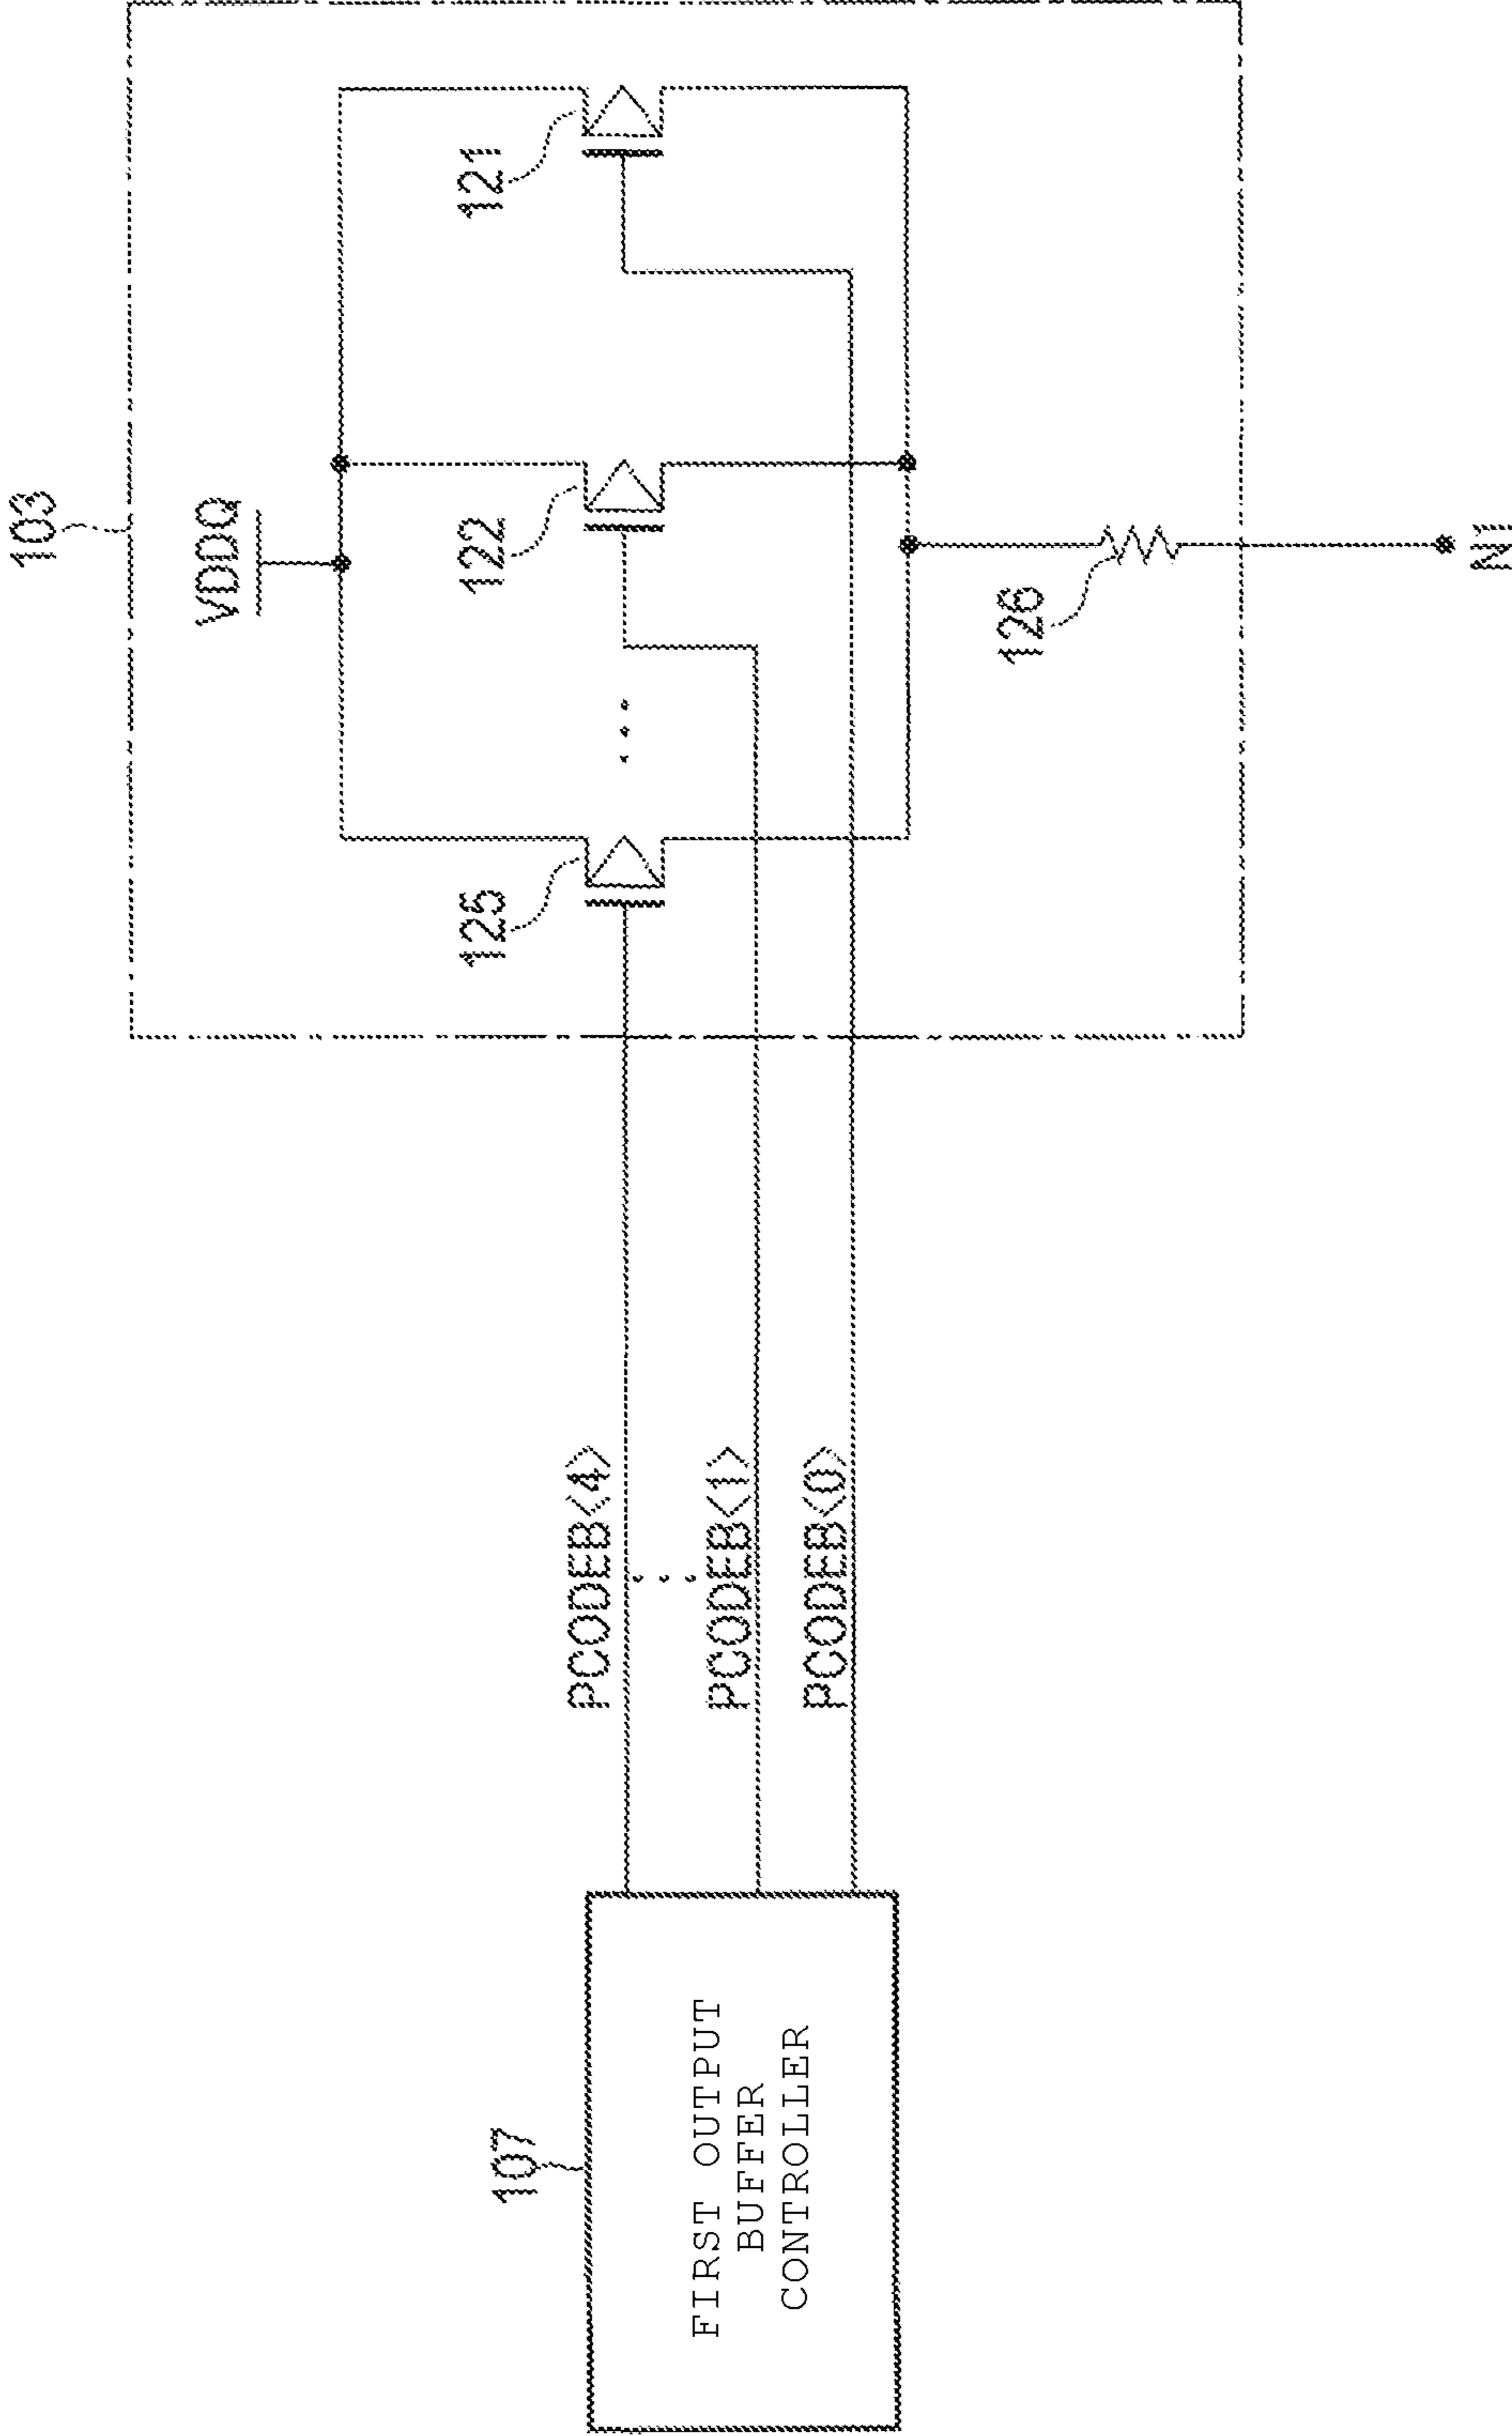 103
VDDQ
125
122
121
107
FIRST OUTPUT
BUFFER
CONTROLLER
PCODEB<4>
PCODEB<1>
PCODEB<0>
126
N1